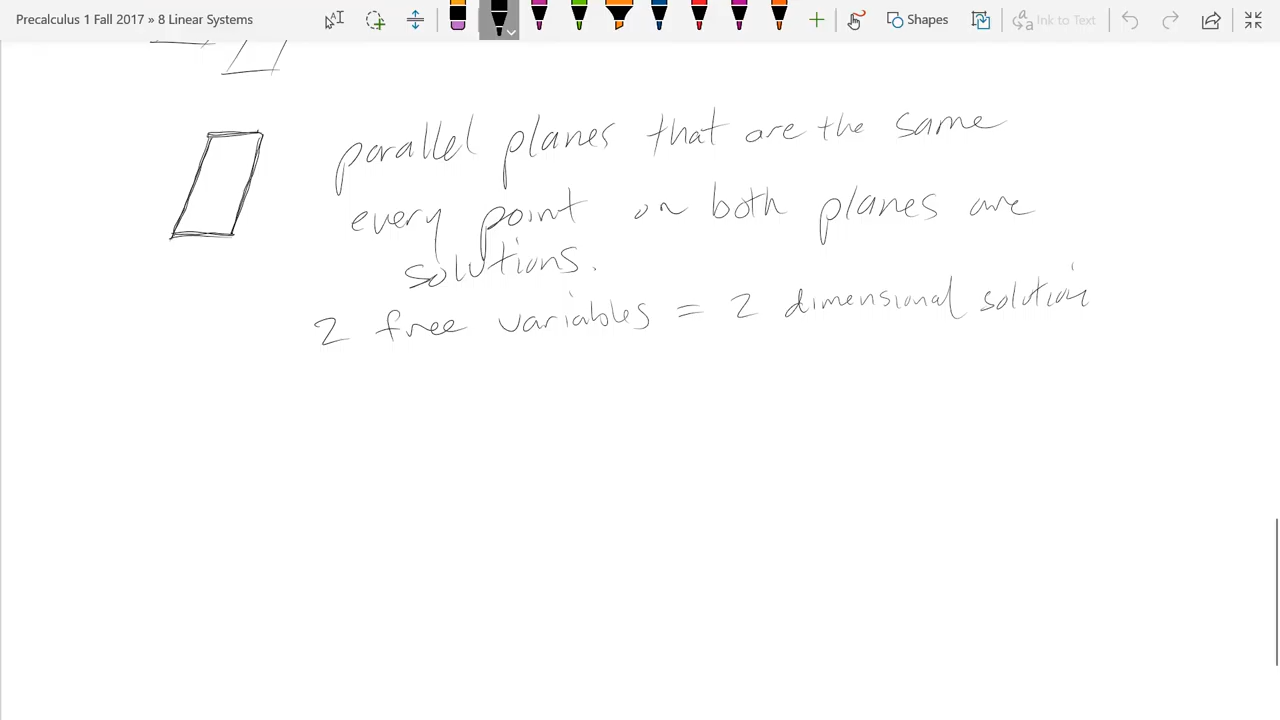 Precalculus 1 Fall 2017 » 8 Linear Systems
Shapes
Ink to Text
parallel planes that are the same
every point on both planes are
solutions.
2 free variables = 2 dimensional solution